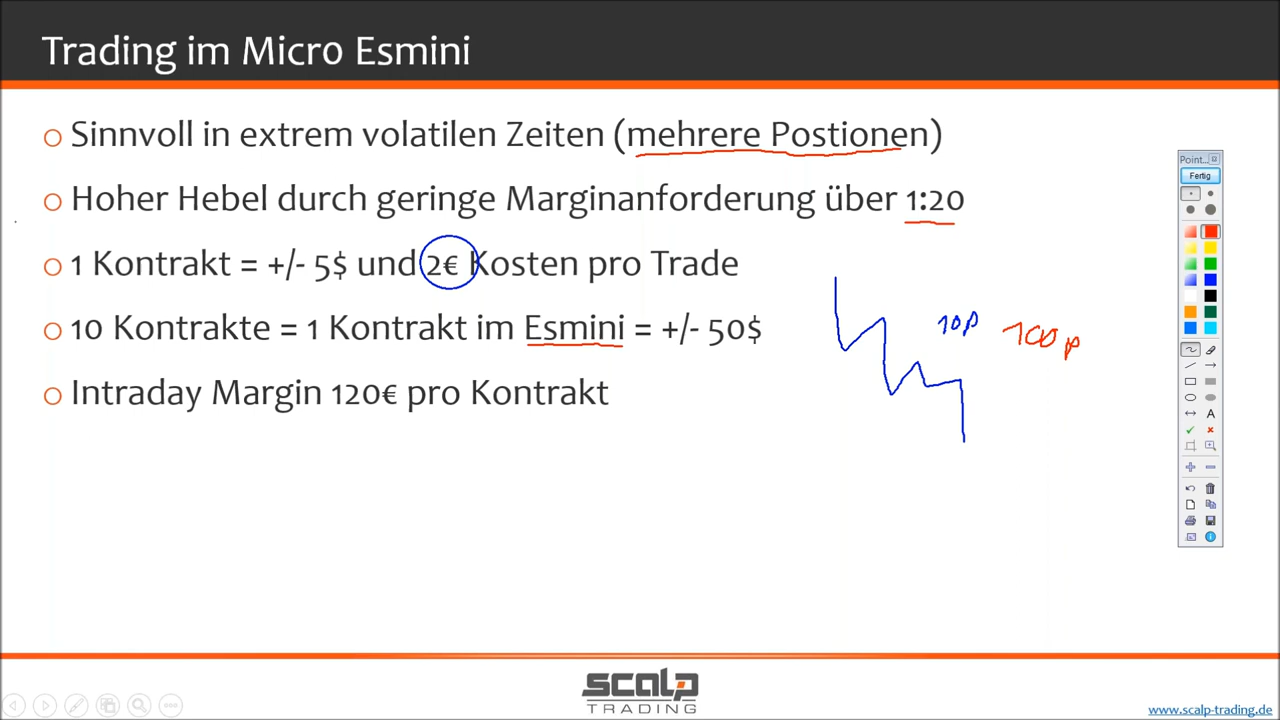 Trading im Micro Esmini
o Sinnvoll in extrem volatilen Zeiten (mehrere Postionen)
o Hoher Hebel durch geringe Marginanforderung über 1:20
o 1 Kontrakt = +/- 5$ und 2€ Kosten pro Trade
o 10 Kontrakte = 1 Kontrakt im Esmini = +/- 50$
o Intraday Margin 120€ pro Kontrakt
10p 100p
Point...
Fertig
A
SCALP
TRADING
www.scalp-trading.de